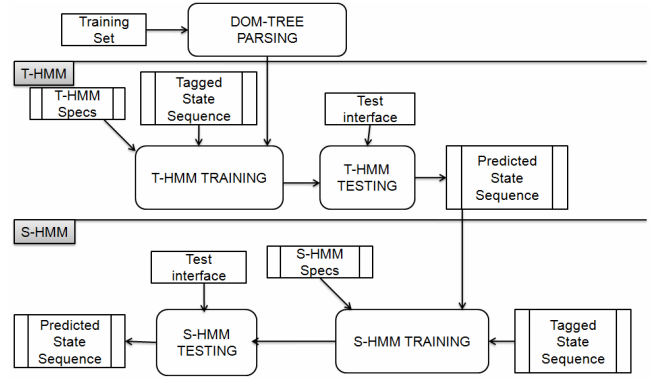 Training
Set
DOM-TREE
PARSING
T-HMM
T-HMM
Specs
Tagged
State
Sequence
Test
interface
T-HMM TRAINING
T-HMM
TESTING
Predicted
State
Sequence
S-HMM
Test
interface
S-HMM
Specs
Predicted
State
Sequence
S-HMM
TESTING
S-HMM TRAINING
Tagged
State
Sequence